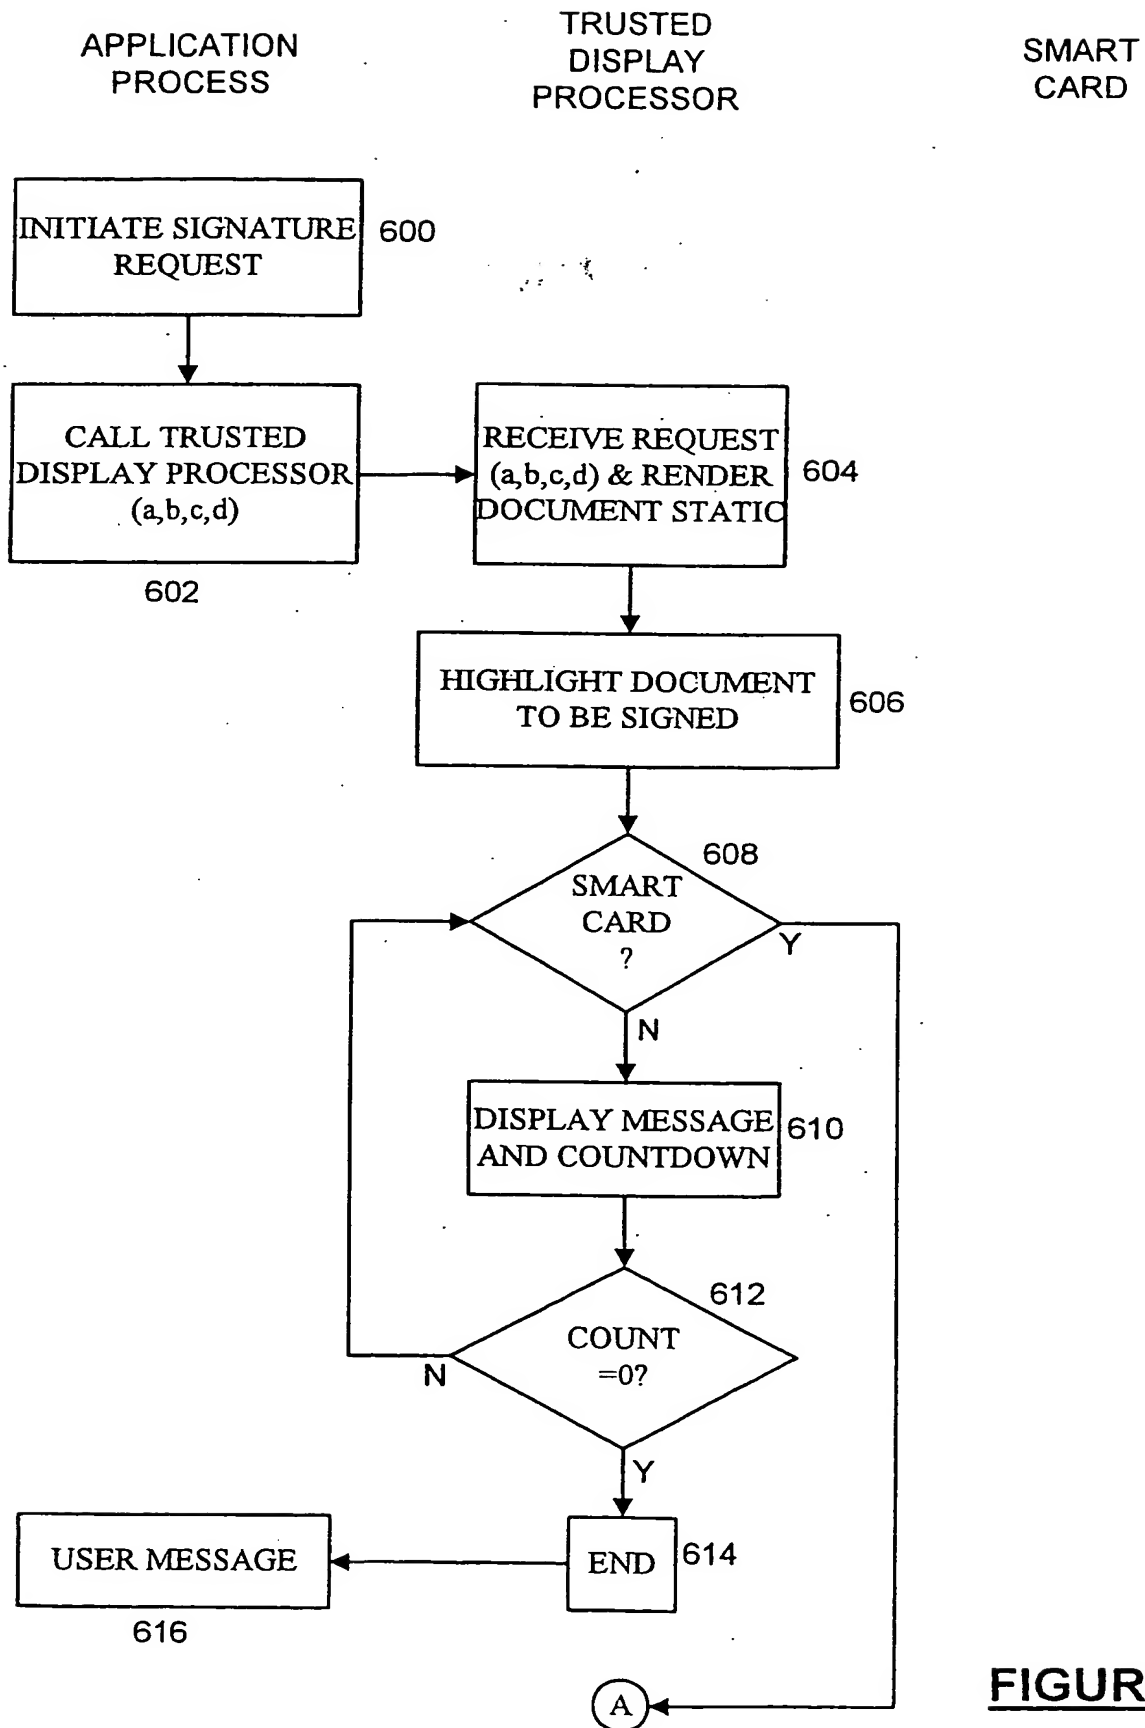 APPLICATION
PROCESS
TRUSTED
DISPLAY
PROCESSOR
SMART
CARD
INITIATE SIGNATURE
REQUEST
600
CALL TRUSTED
DISPLAY PROCESSOR
(a,b,c,d)
602
RECEIVE REQUEST
(a,b,c,d) & RENDER
DOCUMENT STATIC
604
HIGHLIGHT DOCUMENT
TO BE SIGNED
606
608
SMART
CARD
?
Y
N
DISPLAY MESSAGE
AND COUNTDOWN
610
612
COUNT
=0?
N
Y
USER MESSAGE
616
END
614
A
FIGUR